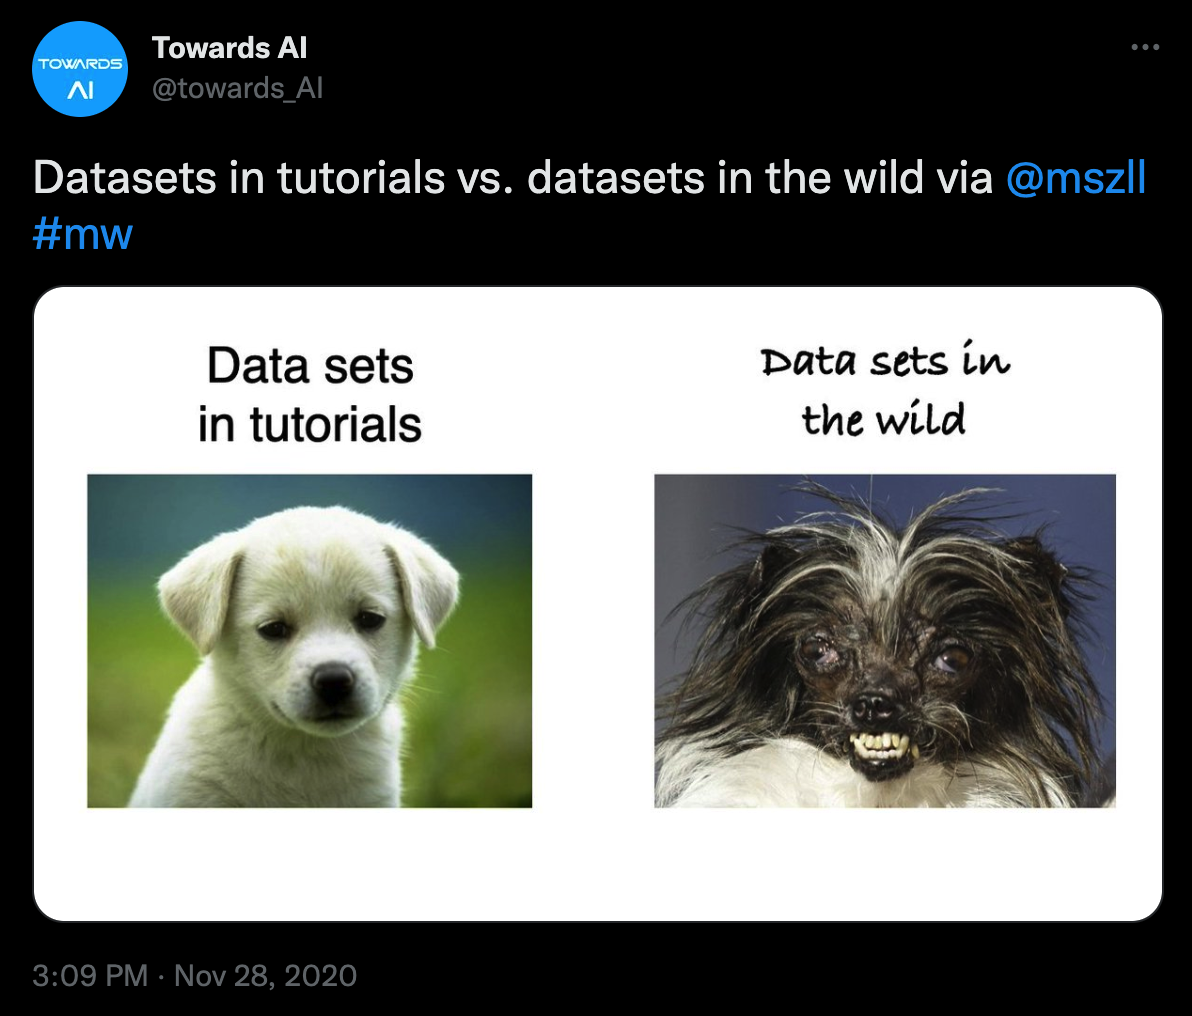 TOWARDS
AI
Towards AI
@towards_AI
Datasets in tutorials vs. datasets in the wild via @mszll
#mw
Data sets
in tutorials
Data sets in
the wild
3:09 PM · Nov 28, 2020